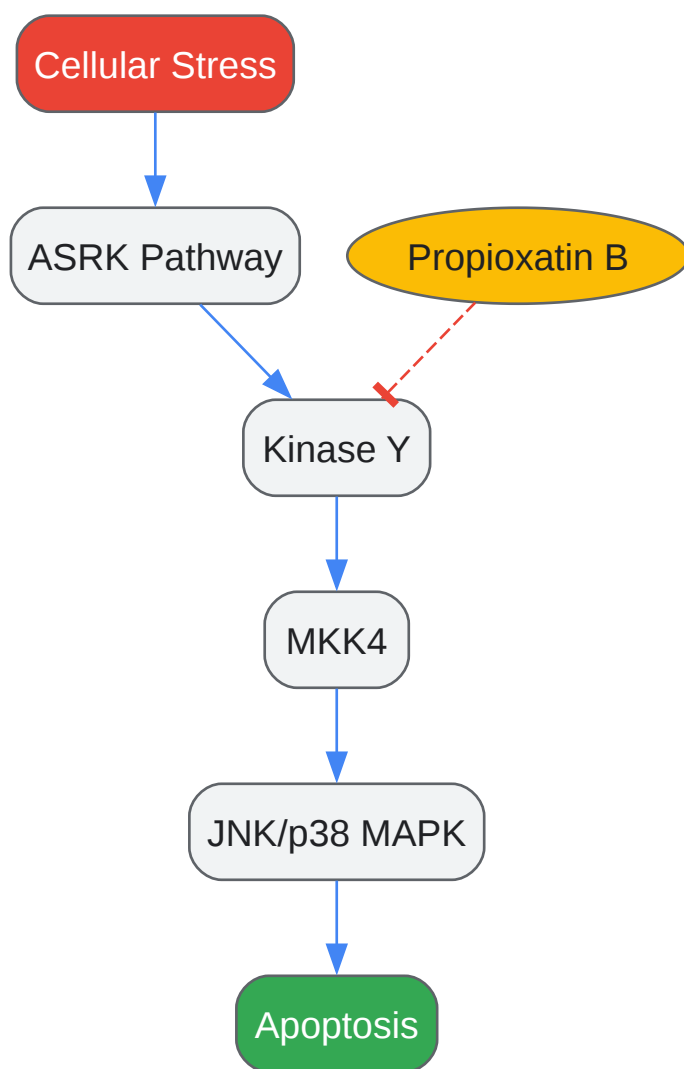 Cellular Stress
ASRK Pathway
Propioxatin B
Kinase Y
MKK4
JNK/p38 MAPK
Apoptosis